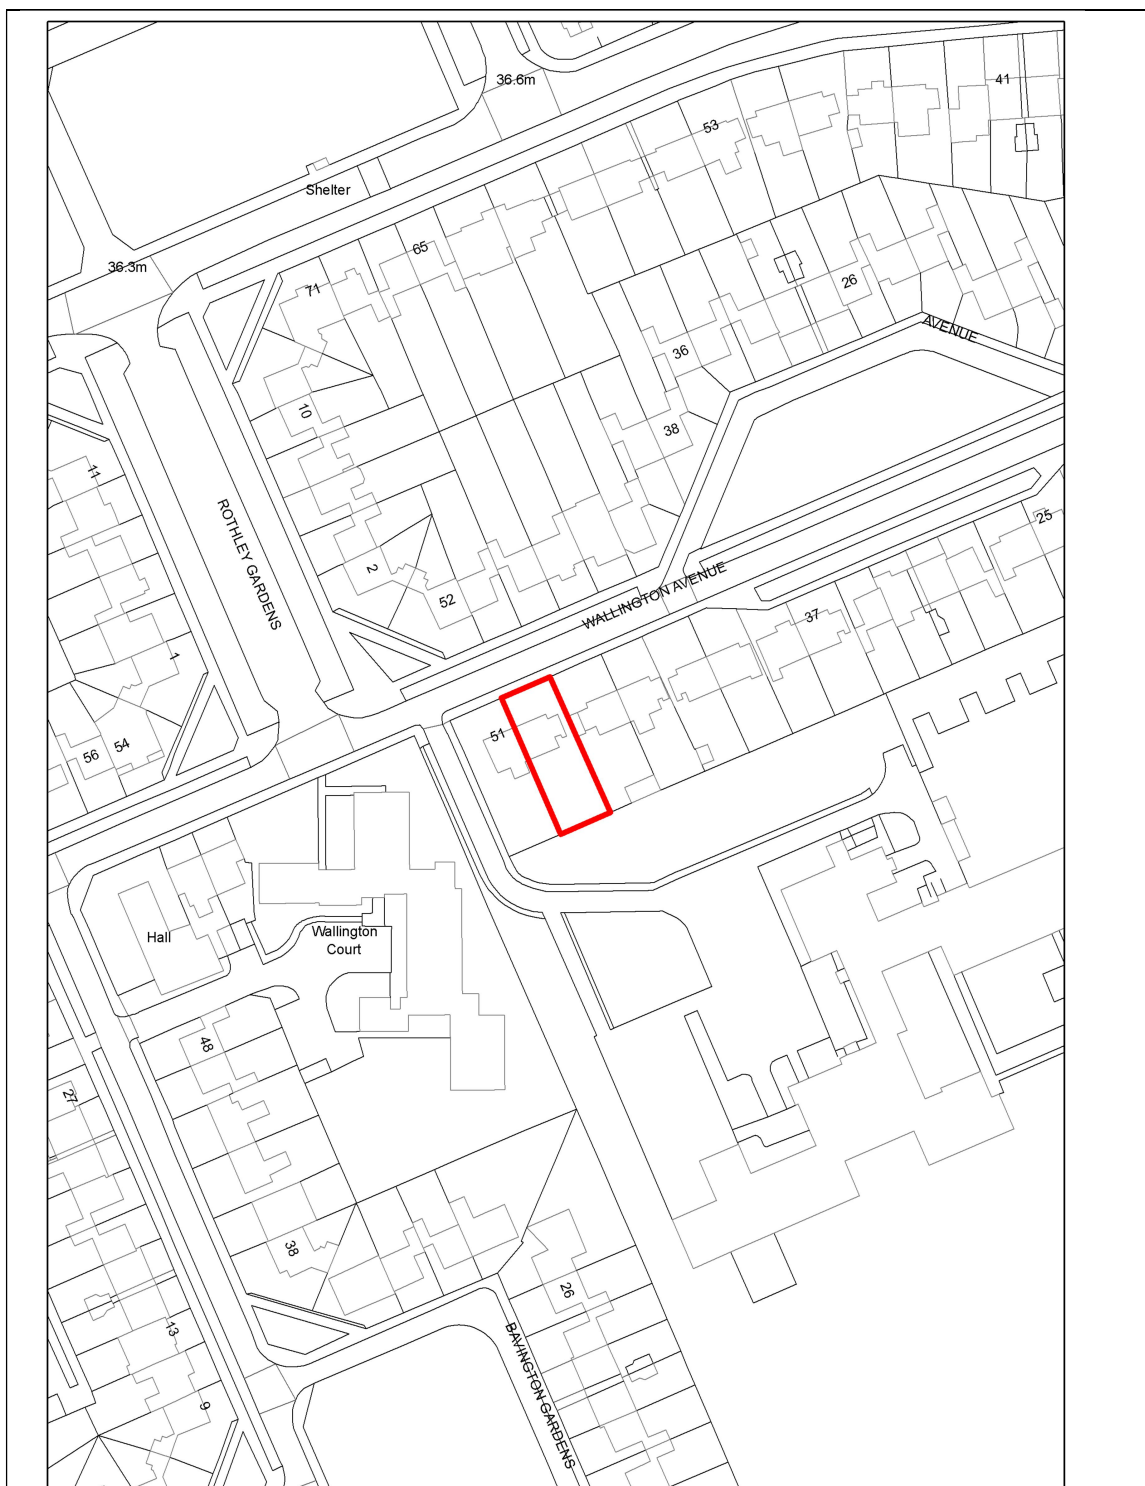 36.6m
41
53
Shelter
65
36.3m
71
26
AVENUE
36
10
38
11
ROTHLEY GARDENS
25
2
WALLINGTON AVENUE
52
37
1
51
54
56
Hall
Wallington
Court
48
27
38
26
13
BAVINGTON GARDENS
9